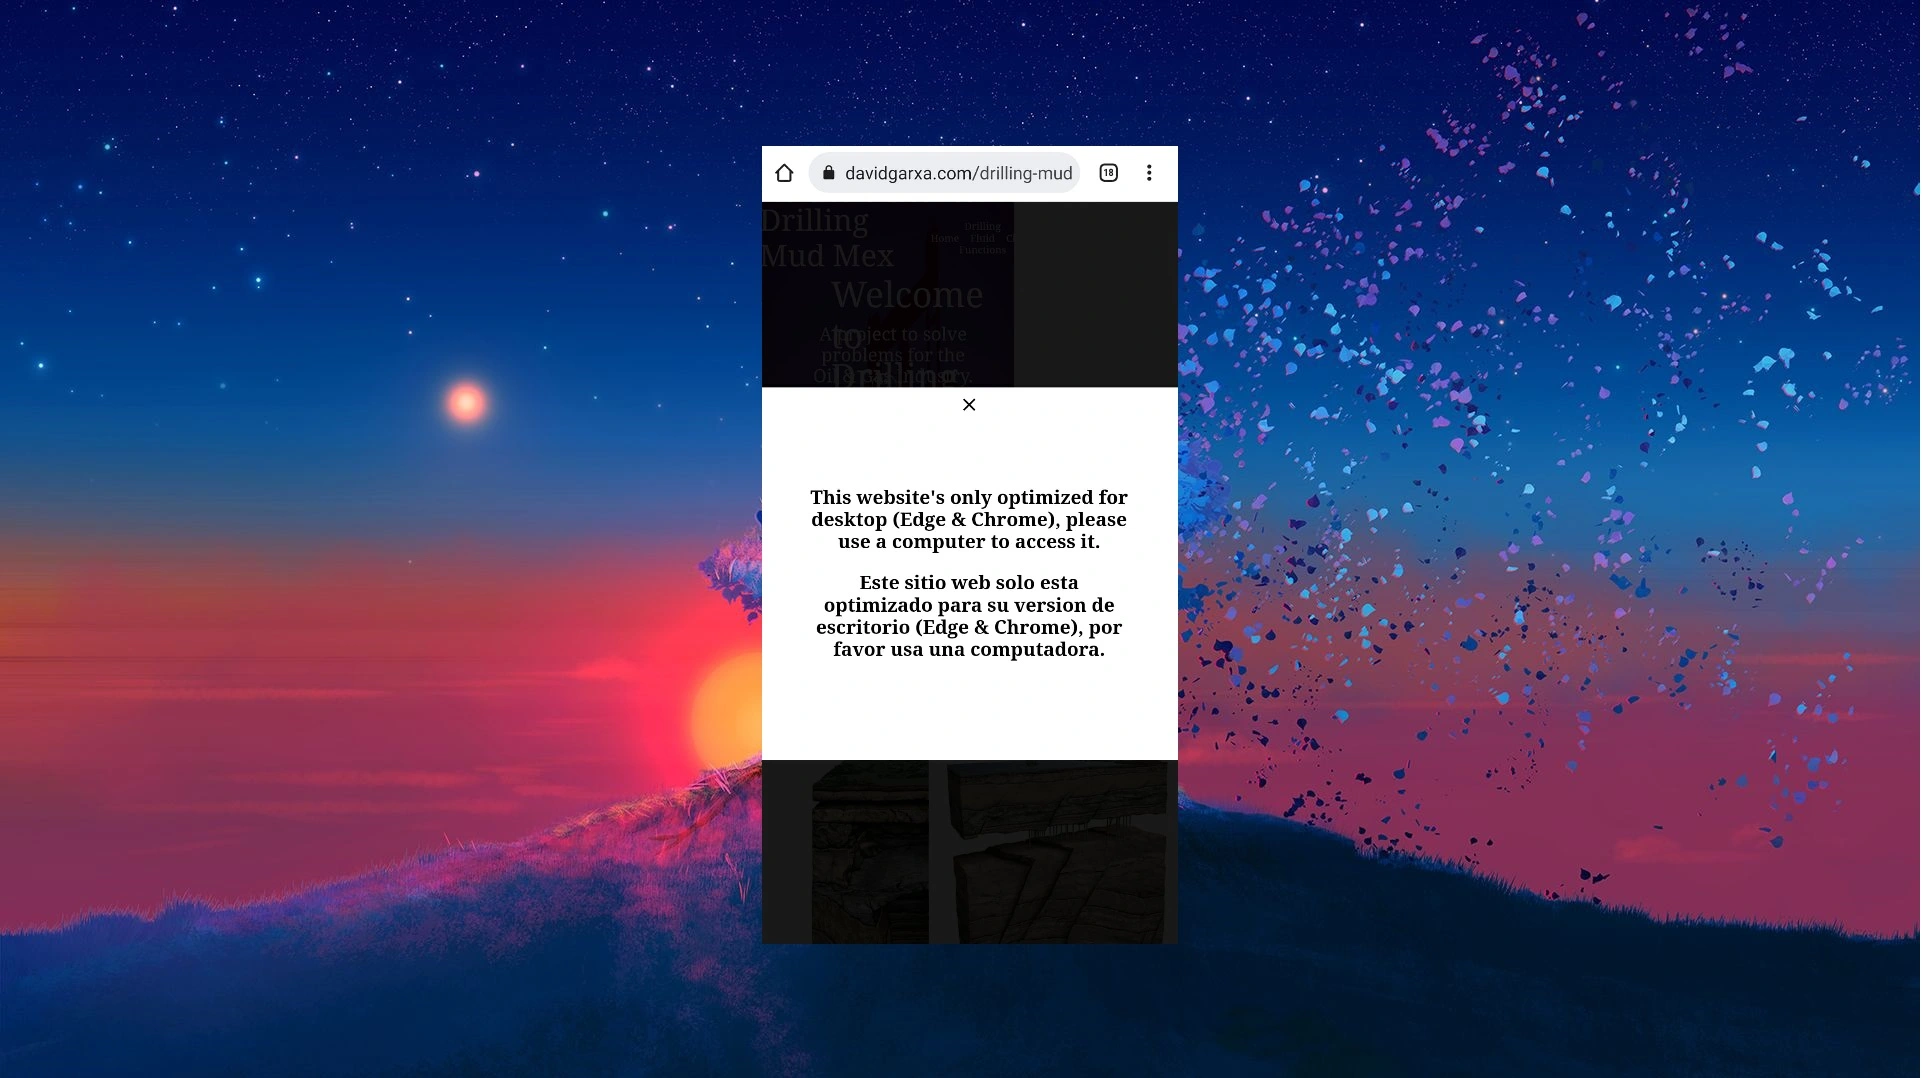 davidgarxa.com/drilling-mud
18
Drilling
Mud Mex
Home
Drilling
Fluid
Functions
Welcome
to
Drilling
A project to solve
problems for the
Oil & Gas Industry.
This website's only optimized for
desktop (Edge & Chrome), please
use a computer to access it.
Este sitio web solo esta
optimizado para su version de
escritorio (Edge & Chrome), por
favor usa una computadora.